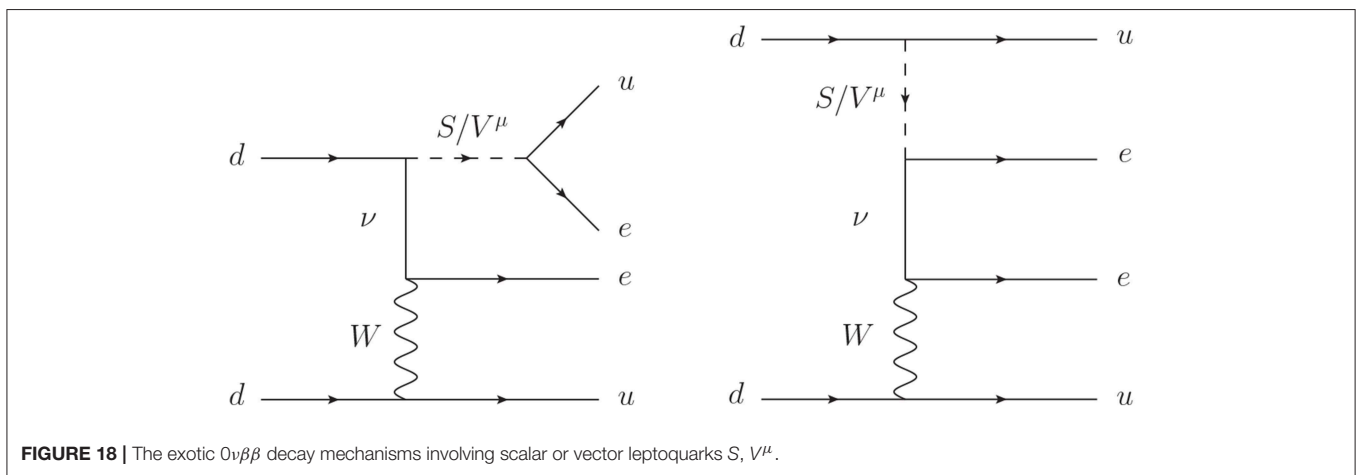 d
S/V^μ
u
ν
e
e
W
d
u
d
u
S/V^μ
e
ν
e
W
d
u
FIGURE 18 | The exotic 0νββ decay mechanisms involving scalar or vector leptoquarks S, V^μ.